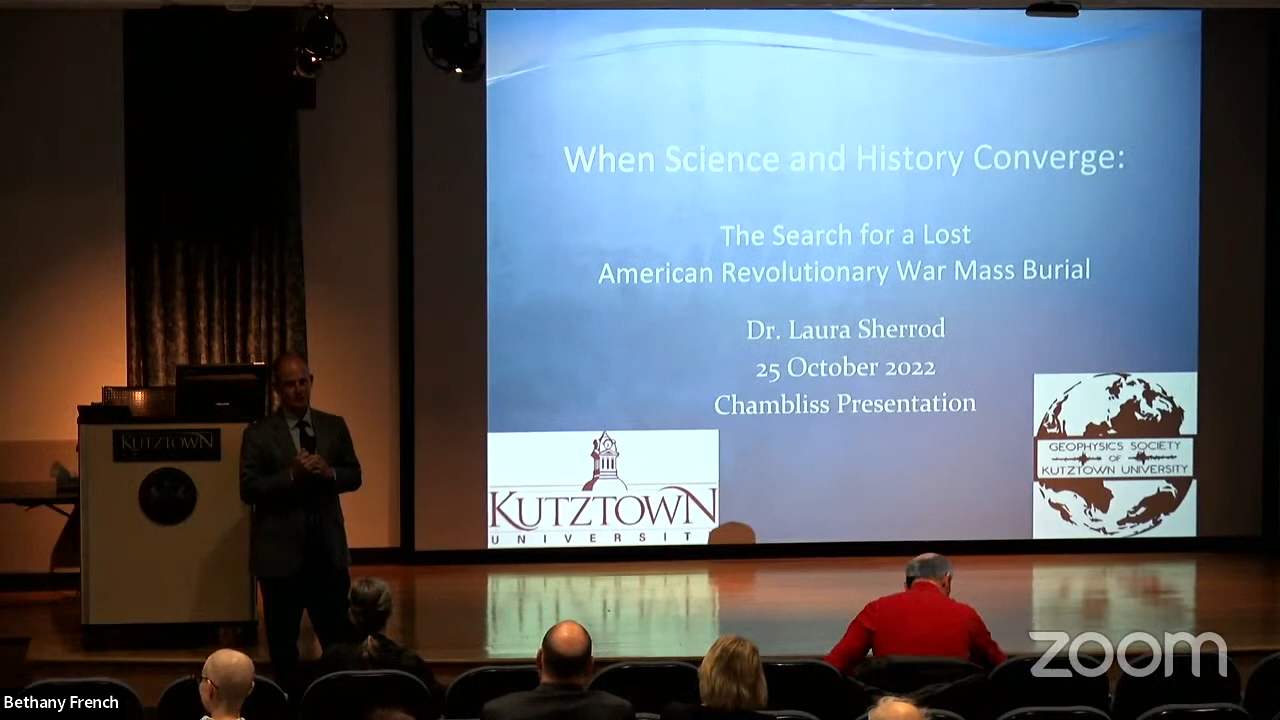 When Science and History Converge:
The Search for a Lost
American Revolutionary War Mass Burial
Dr. Laura Sherrod
25 October 2022
Chambliss Presentation
KUTZTOWN
KUTZTOWN
UNIVERSIT
GEOPHYSICS SOCIETY
OF
KUTZTOWN UNIVERSITY
zoom
Bethany French